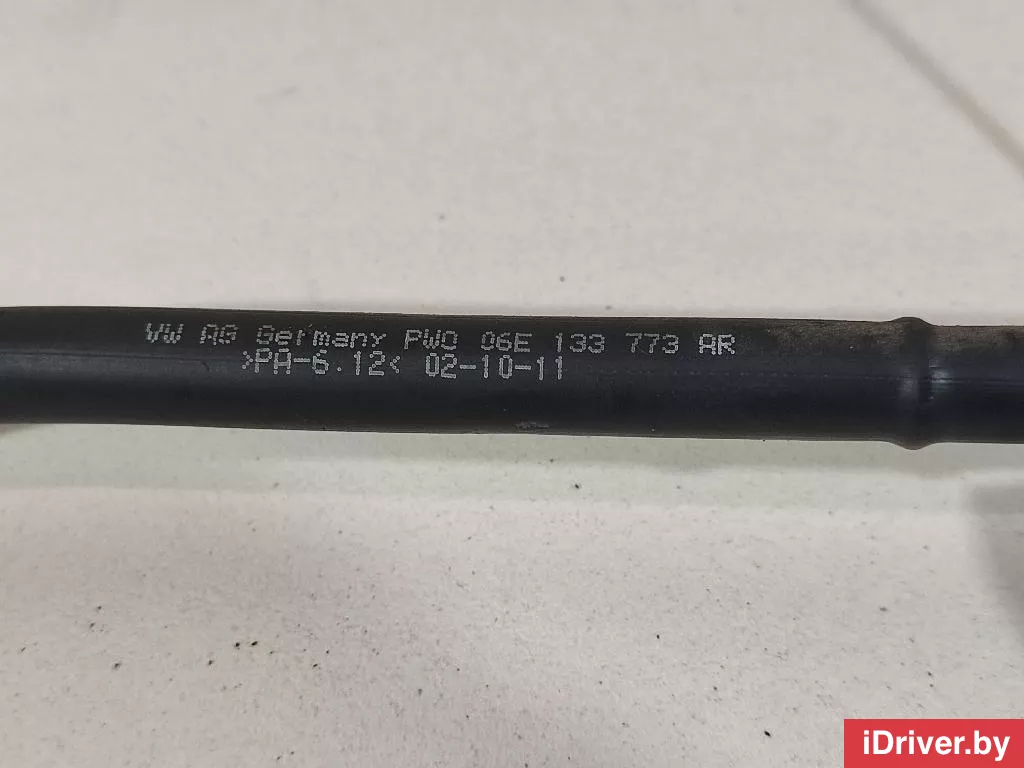 VW AG Germany PWO 06E 133 773 AR
>PA-6.12< 02-10-11
iDriver.by